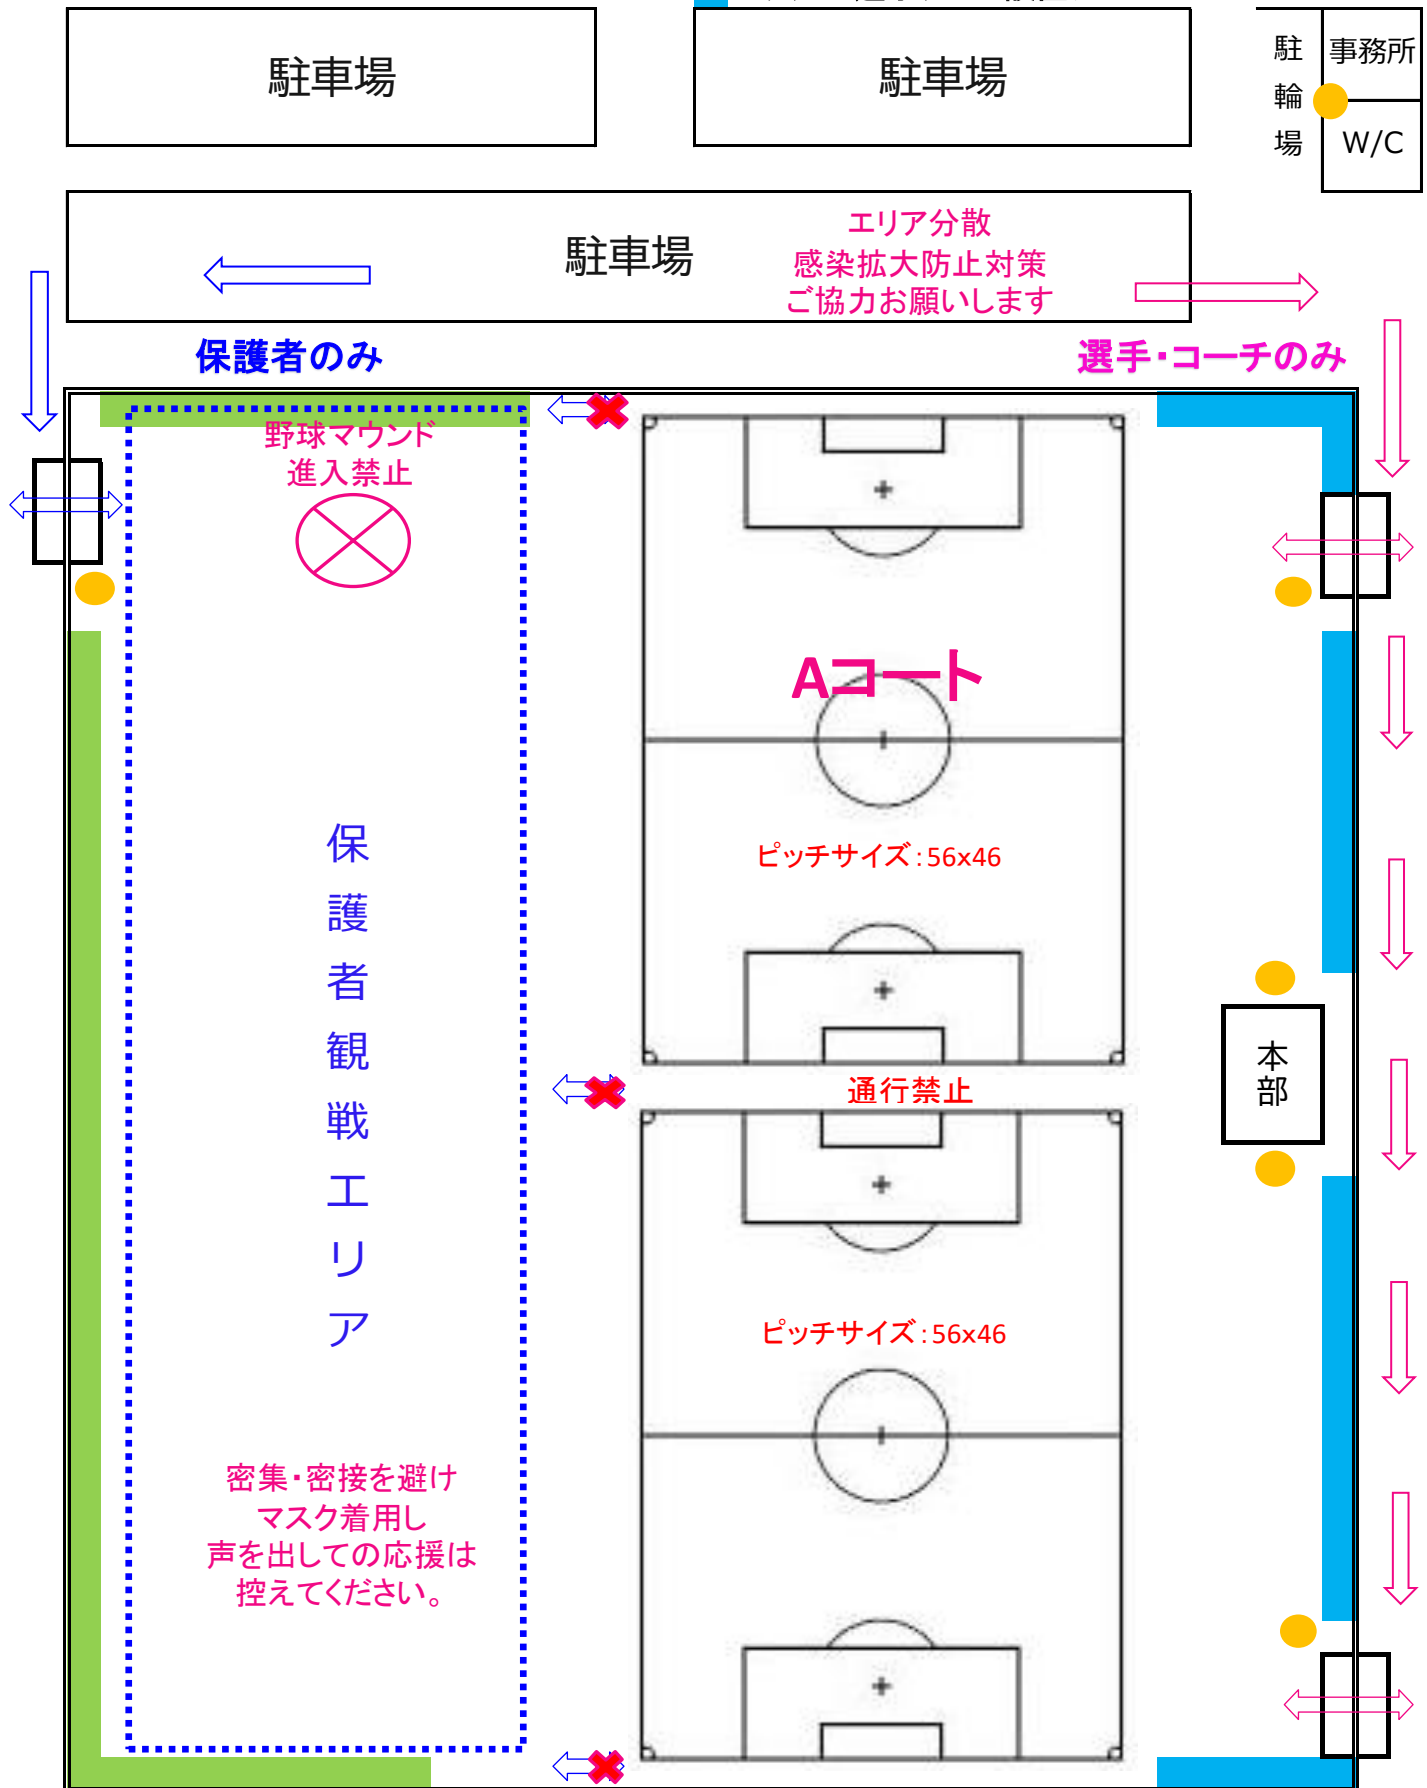 駐車場
駐車場
駐輪場
事務所
W/C
駐車場
エリア分散
感染拡大防止対策
ご協力お願いします
保護者のみ
選手・コーチのみ
野球マウンド
進入禁止
Aコート
ピッチサイズ：56x46
保護者観戦エリア
本部
通行禁止
ピッチサイズ：56x46
密集・密接を避け
マスク着用し
声を出しての応援は
控えてください。